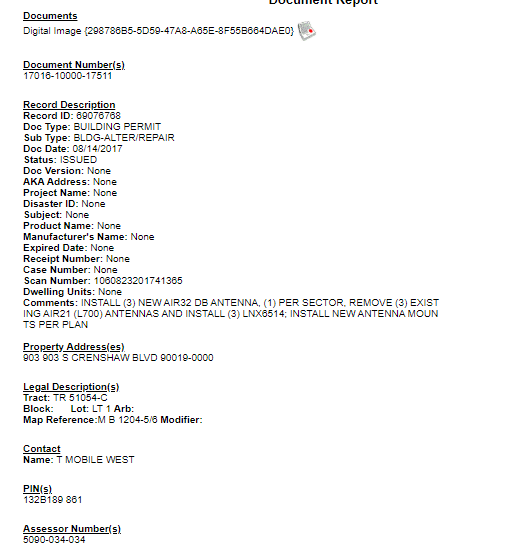 Document Report
Documents
Digital Image {298786B5-5D59-47A8-A65E-8F55B664DAE0}
Document Number(s)
17016-10000-17511
Record Description
Record ID: 69076768
Doc Type: BUILDING PERMIT
Sub Type: BLDG-ALTER/REPAIR
Doc Date: 08/14/2017
Status: ISSUED
Doc Version: None
AKA Address: None
Project Name: None
Disaster ID: None
Subject: None
Product Name: None
Manufacturer's Name: None
Expired Date: None
Receipt Number: None
Case Number: None
Scan Number: 1060823201741365
Dwelling Units: None
Comments: INSTALL (3) NEW AIR32 DB ANTENNA, (1) PER SECTOR; REMOVE (3) EXIST
ING AIR21 (L700) ANTENNAS AND INSTALL (3) LNX6514; INSTALL NEW ANTENNA MOUN
TS PER PLAN
Property Address(es)
903 903 S CRENSHAW BLVD 90019-0000
Legal Description(s)
Tract: TR 51054-C
Block: Lot: LT 1 Arb:
Map Reference:M B 1204-5/6 Modifier:
Contact
Name: T MOBILE WEST
PIN(s)
132B189 861
Assessor Number(s)
5090-034-034